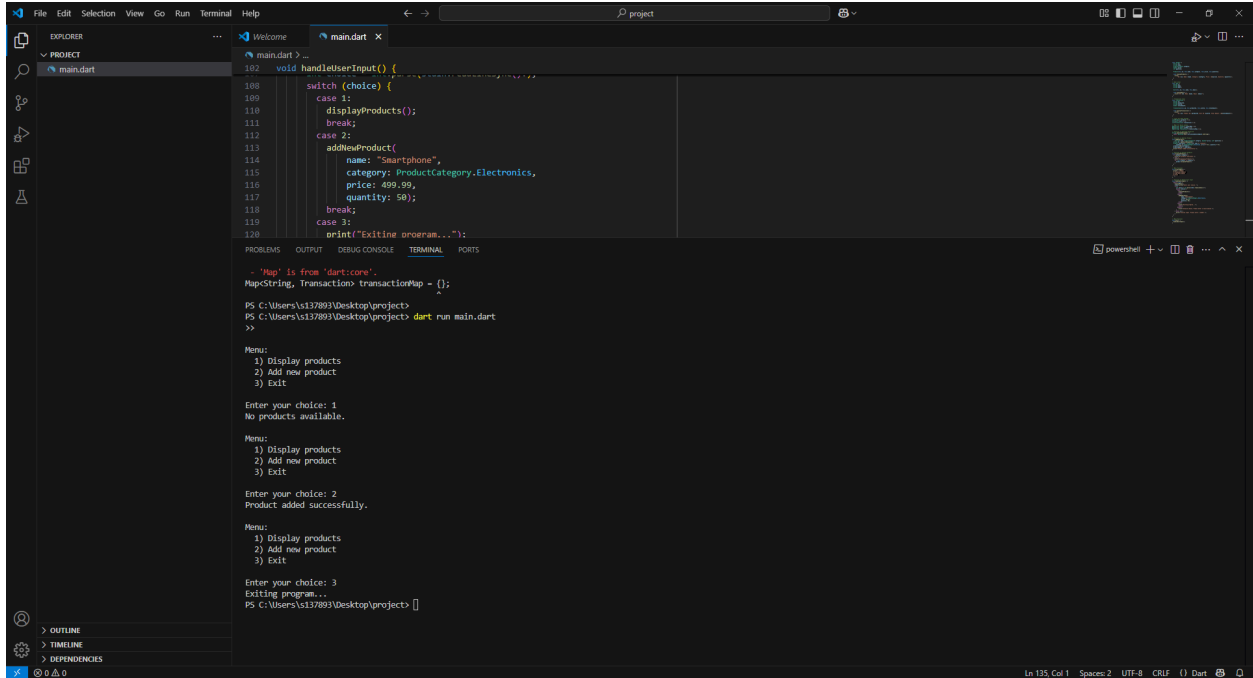 File Edit Selection View Go Run Terminal Help
project
EXPLORER
PROJECT
main.dart
OUTLINE
TIMELINE
DEPENDENCIES
Welcome
main.dart
main.dart > ...
102 void handleUserInput() {
108 switch (choice) {
109 case 1:
110 displayProducts();
111 break;
112 case 2:
113 addNewProduct(
114 name: "Smartphone",
115 category: ProductCategory.Electronics,
116 price: 499.99,
117 quantity: 50);
118 break;
119 case 3:
120 print("Exiting program...");
PROBLEMS OUTPUT DEBUG CONSOLE TERMINAL PORTS
powershell
- 'Map' is from 'dart:core'.
Map<String, Transaction> transactionMap = {};
^
PS C:\Users\s137893\Desktop\project>
PS C:\Users\s137893\Desktop\project> dart run main.dart
>>
Menu:
1) Display products
2) Add new product
3) Exit
Enter your choice: 1
No products available.
Menu:
1) Display products
2) Add new product
3) Exit
Enter your choice: 2
Product added successfully.
Menu:
1) Display products
2) Add new product
3) Exit
Enter your choice: 3
Exiting program...
PS C:\Users\s137893\Desktop\project>
0 0
Ln 135, Col 1 Spaces: 2 UTF-8 CRLF {} Dart